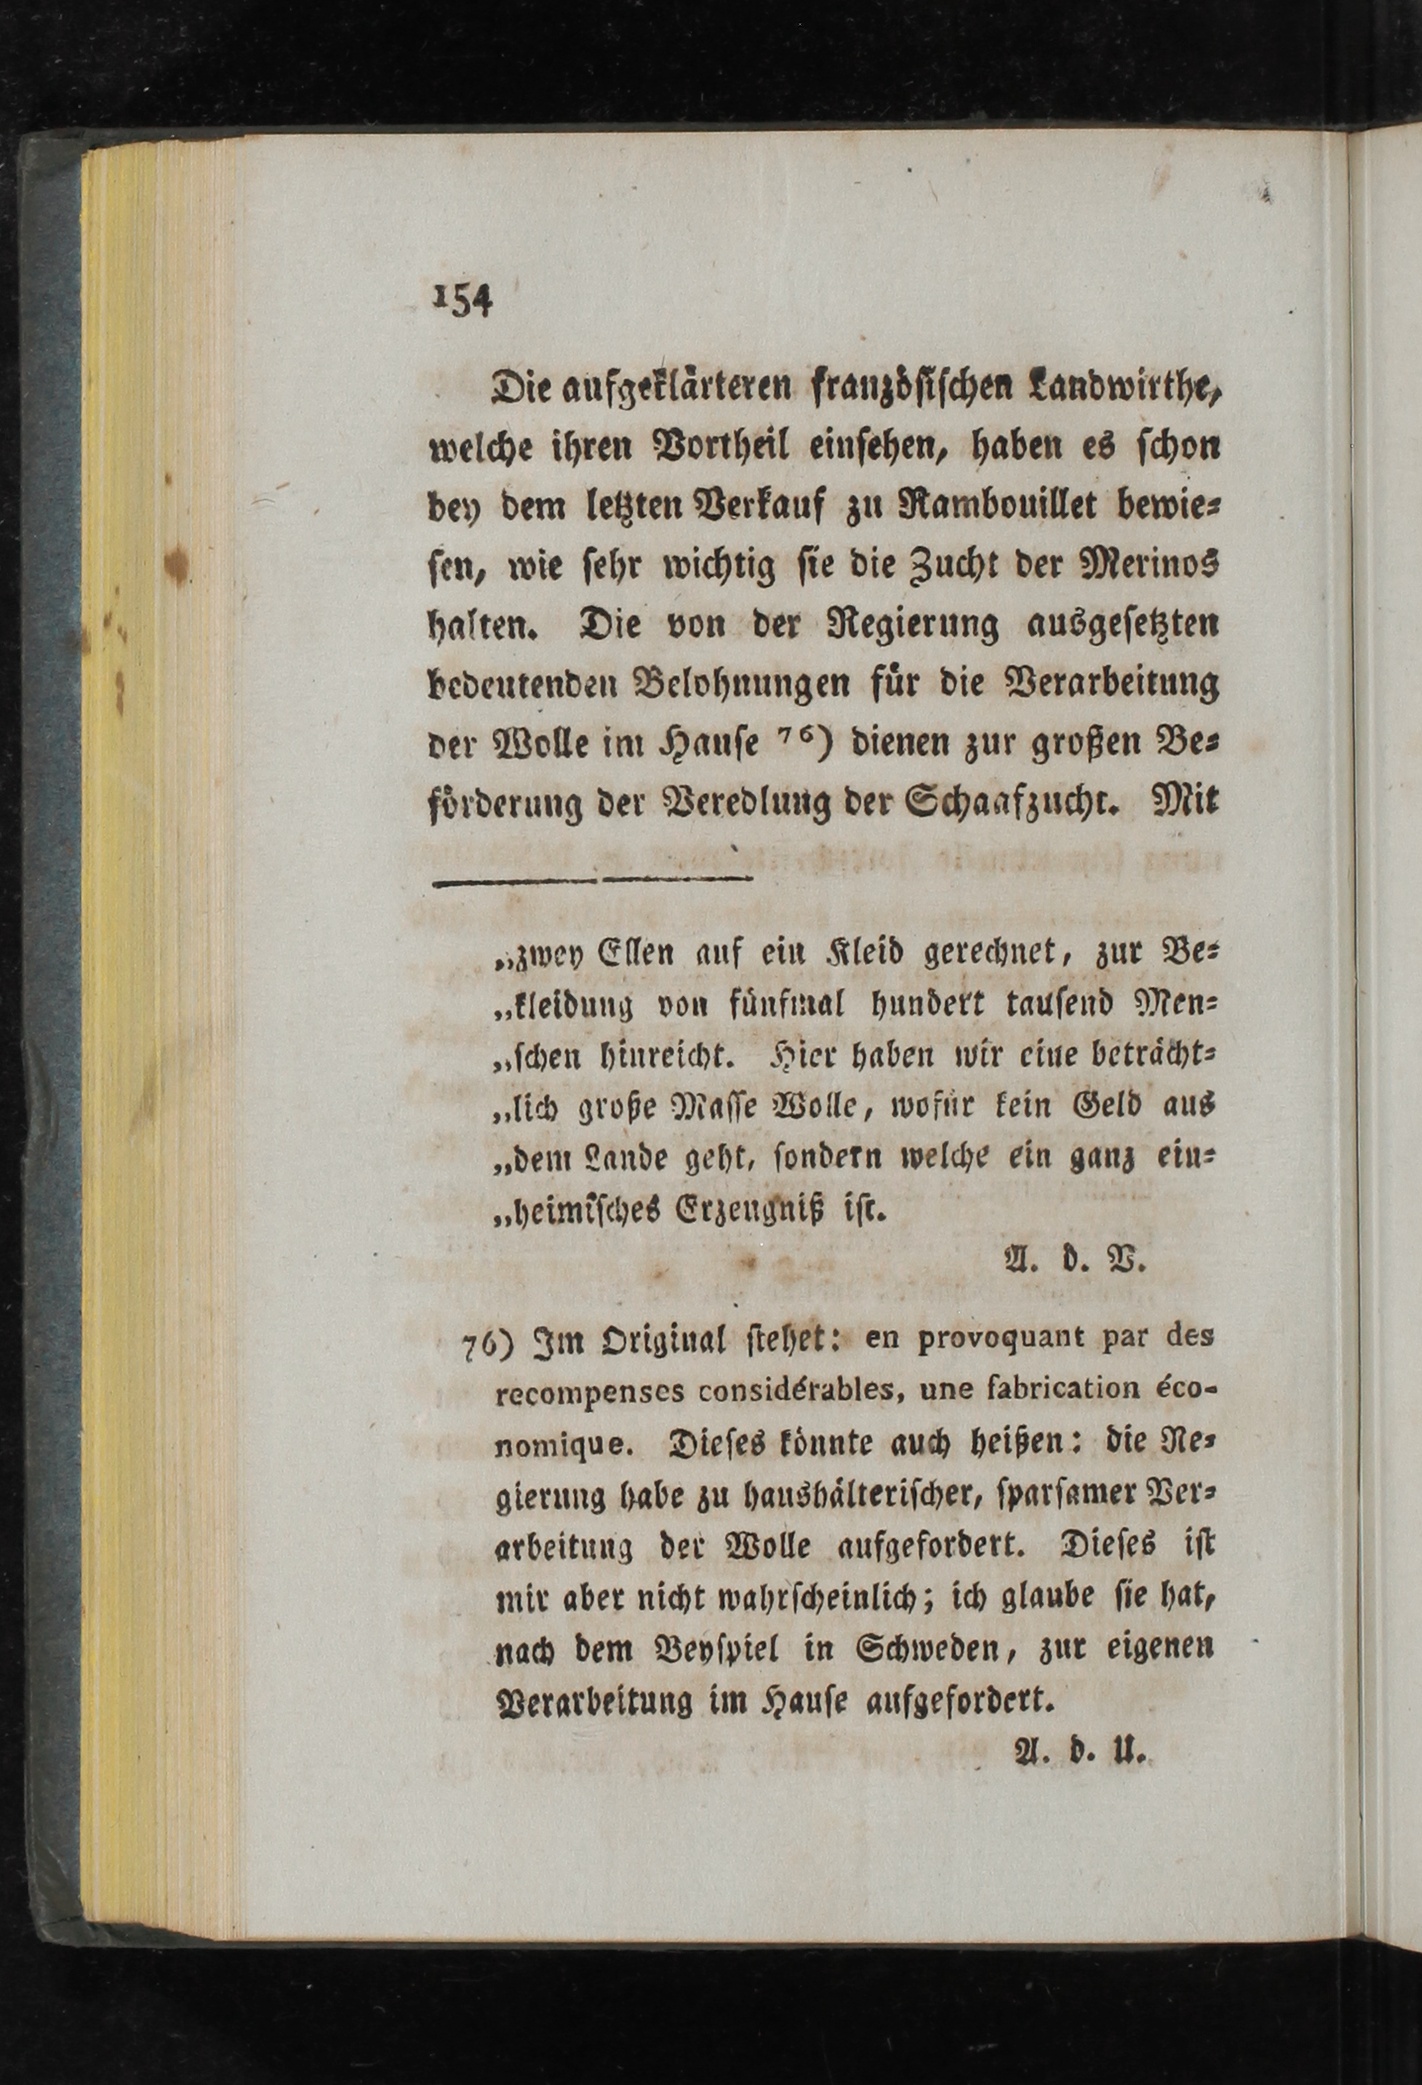 154
Die aufgeklärteren französischen Landwirthe,
welche ihren Vortheil einsehen, haben es schon
bey dem letzten Verkauf zu Rambouillet bewie⸗
sen, wie sehr wichtig sie die Zucht der Merinos
halten. Die von der Regierung ausgesetzten
bedeutenden Belohnungen für die Verarbeitung
der Wolle im Hause ⁷⁶) dienen zur großen Be⸗
förderung der Veredlung der Schaafzucht. Mit
„zwey Ellen auf ein Kleid gerechnet, zur Be⸗
„kleidung von fünfmal hundert tausend Men⸗
„schen hinreicht. Hier haben wir eine beträcht⸗
„lich große Masse Wolle, wofür kein Geld aus
„dem Lande geht, sondern welche ein ganz ein⸗
„heimisches Erzeugniß ist.
A. d. V.
76) Im Original stehet: en provoquant par des
recompenses considérables, une fabrication éco-
nomique. Dieses könnte auch heißen: die Re⸗
gierung habe zu haushälterischer, sparsamer Ver⸗
arbeitung der Wolle aufgefordert. Dieses ist
mir aber nicht wahrscheinlich; ich glaube sie hat,
nach dem Beyspiel in Schweden, zur eigenen
Verarbeitung im Hause aufgefordert.
A. d. U.